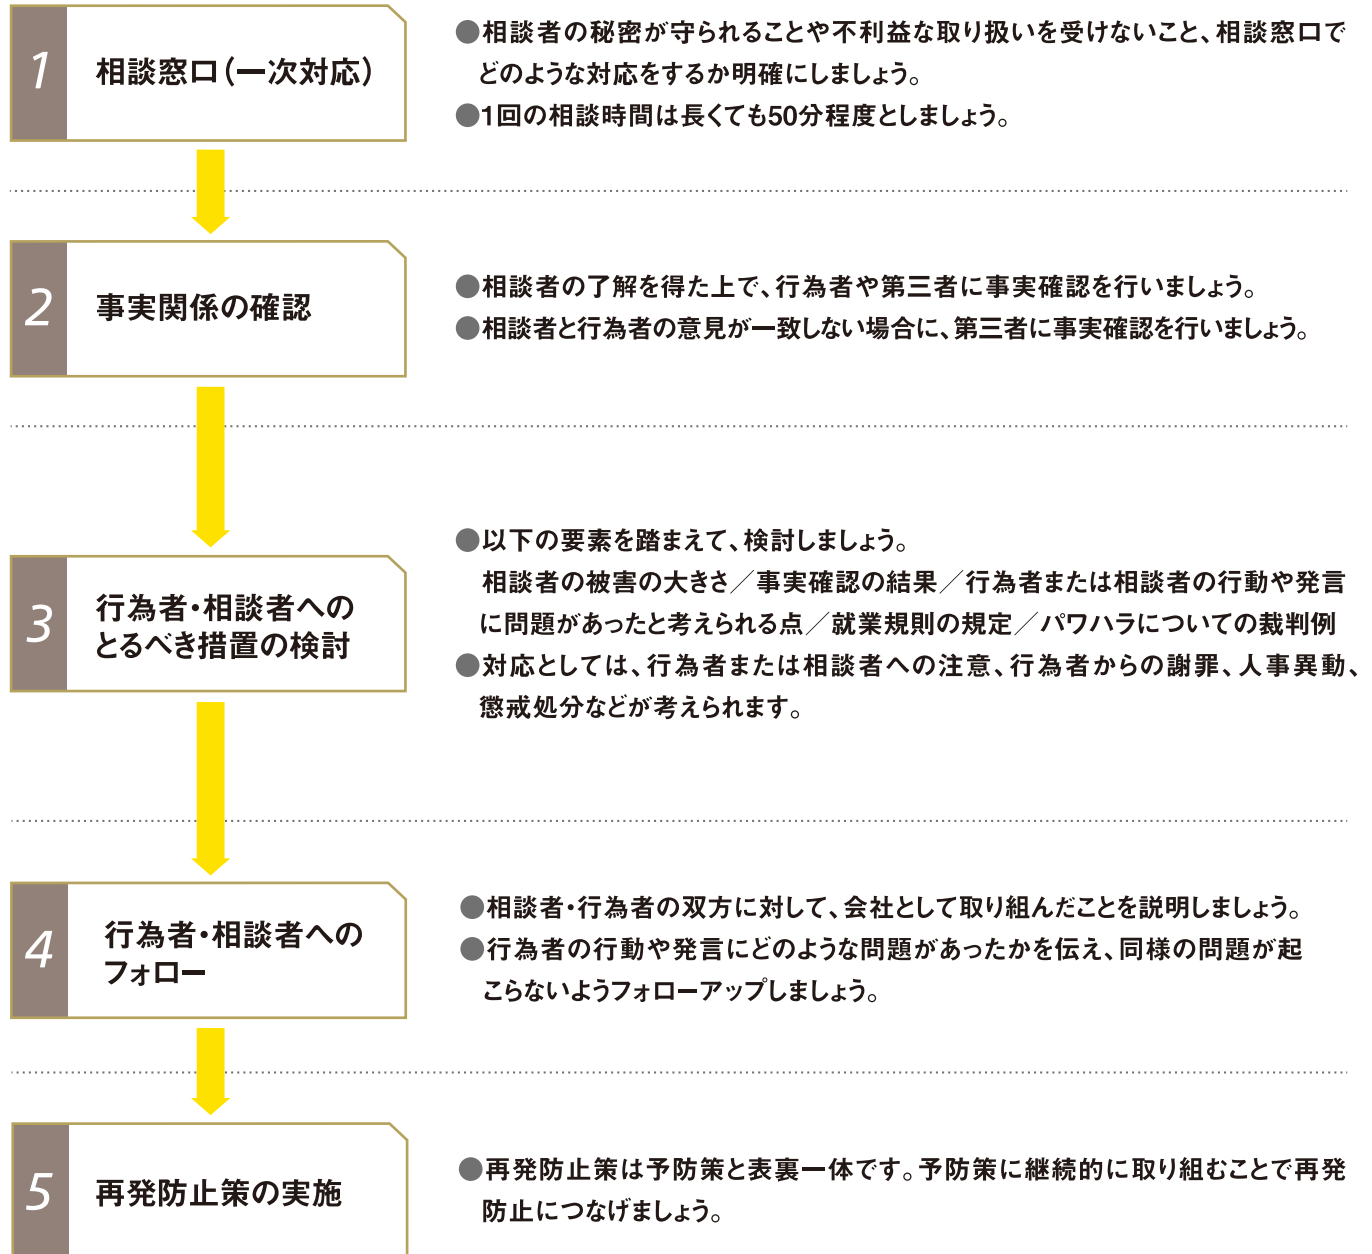 1
相談窓口（一次対応）
●相談者の秘密が守られることや不利益な取り扱いを受けないこと、相談窓口で
どのような対応をするか明確にしましょう。
●1回の相談時間は長くても50分程度としましょう。
2
事実関係の確認
●相談者の了解を得た上で、行為者や第三者に事実確認を行いましょう。
●相談者と行為者の意見が一致しない場合に、第三者に事実確認を行いましょう。
3
行為者・相談者への
とるべき措置の検討
●以下の要素を踏まえて、検討しましょう。
相談者の被害の大きさ／事実確認の結果／行為者または相談者の行動や発言
に問題があったと考えられる点／就業規則の規定／パワハラについての裁判例
●対応としては、行為者または相談者への注意、行為者からの謝罪、人事異動、
懲戒処分などが考えられます。
4
行為者・相談者への
フォロー
●相談者・行為者の双方に対して、会社として取り組んだことを説明しましょう。
●行為者の行動や発言にどのような問題があったかを伝え、同様の問題が起
こらないようフォローアップしましょう。
5
再発防止策の実施
●再発防止策は予防策と表裏一体です。予防策に継続的に取り組むことで再発
防止につなげましょう。